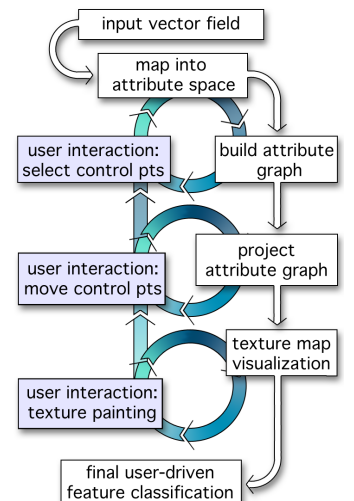 input vector field
map into
attribute space
user interaction:
select control pts
build attribute
graph
user interaction:
move control pts
project
attribute graph
texture map
visualization
user interaction:
texture painting
final user-driven
feature classification